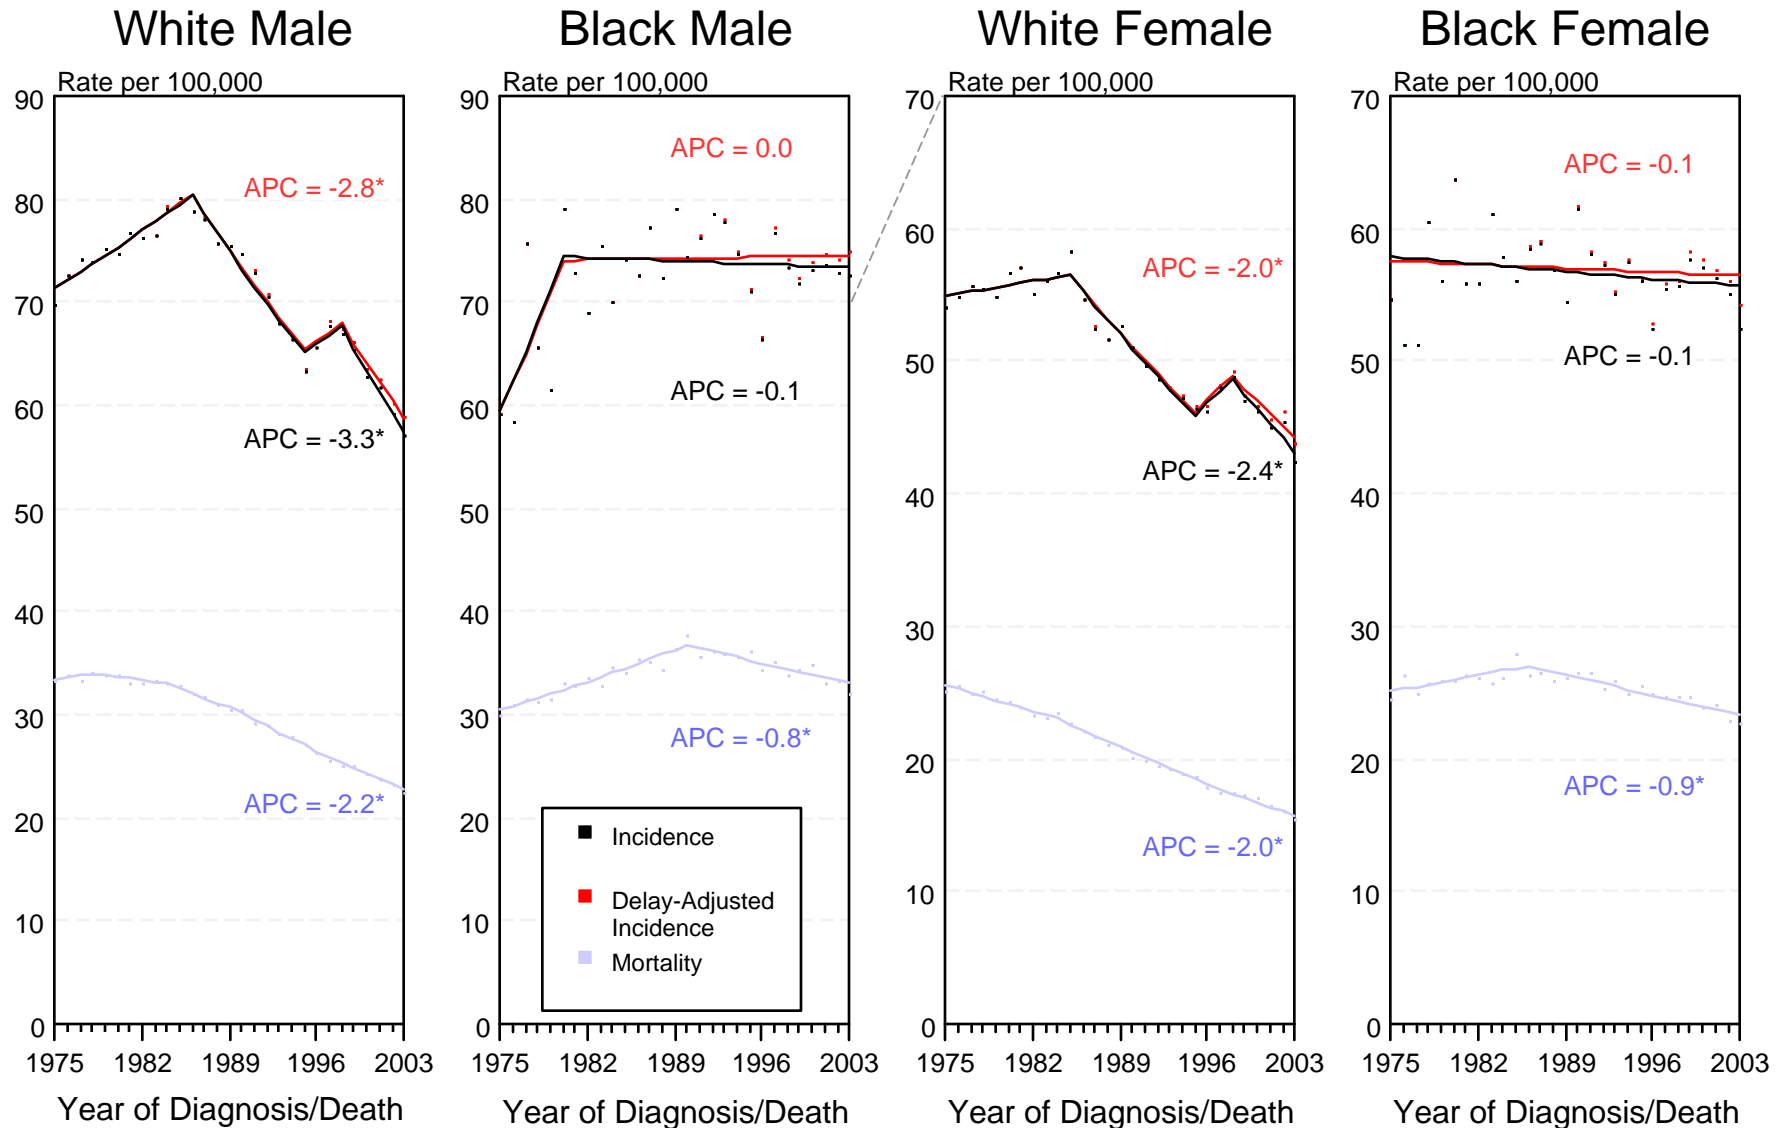 White Male
Black Male
White Female
Black Female
Rate per 100,000
90
80
70
60
50
40
30
20
10
0
APC = -2.8*
APC = -3.3*
APC = -2.2*
1975 1982 1989 1996 2003
Year of Diagnosis/Death
Rate per 100,000
90
80
70
60
50
40
30
20
10
0
APC = 0.0
APC = -0.1
APC = -0.8*
Incidence
Delay-Adjusted
Incidence
Mortality
1975 1982 1989 1996 2003
Year of Diagnosis/Death
Rate per 100,000
70
60
50
40
30
20
10
0
APC = -2.0*
APC = -2.4*
APC = -2.0*
1975 1982 1989 1996 2003
Year of Diagnosis/Death
Rate per 100,000
70
60
50
40
30
20
10
0
APC = -0.1
APC = -0.1
APC = -0.9*
1975 1982 1989 1996 2003
Year of Diagnosis/Death